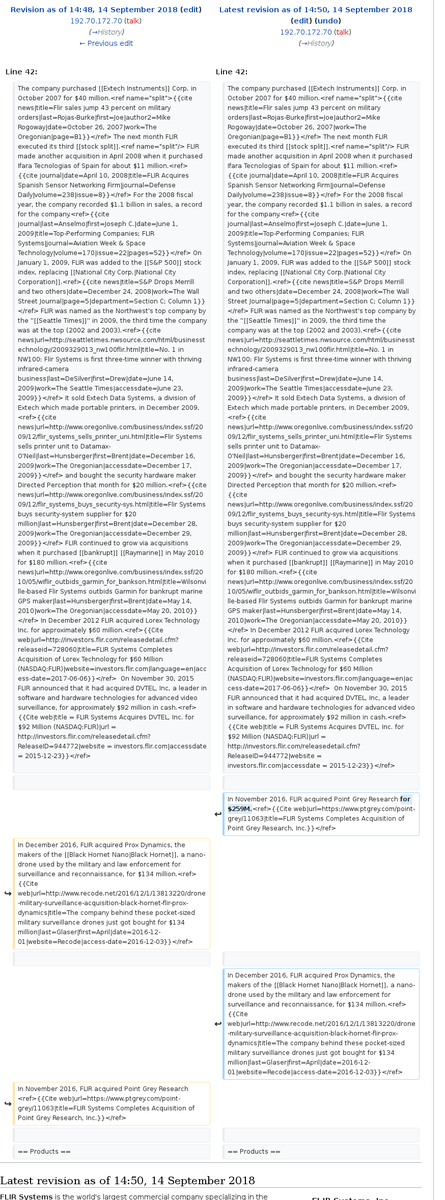 Revision as of 14:48, 14 September 2018 (edit)
192.70.172.70 (talk)
(→History)
← Previous edit
Latest revision as of 14:50, 14 September 2018
(edit) (undo)
192.70.172.70 (talk)
(→History)
Line 42:
The company purchased [[Extech Instruments]] Corp. in
October 2007 for $40 million.<ref name="split">{{cite
news|title=Flir sales jump 43 percent on military
orders|last=Rojas-Burke|first=Joe|author2=Mike
Rogoway|date=October 26, 2007|work=The
Oregonian|page=B1}}</ref> The next month FLIR
executed its third [[stock split]].<ref name="split"/> FLIR
made another acquisition in April 2008 when it purchased
Ifara Tecnologias of Spain for about $11 million.<ref>
{{cite journal|date=April 10, 2008|title=FLIR Acquires
Spanish Sensor Networking Firm|journal=Defense
Daily|volume=238|issue=8}}</ref> For the 2008 fiscal
year, the company recorded $1.1 billion in sales, a record
for the company.<ref>{{cite
journal|last=Anselmo|first=Joseph C.|date=June 1,
2009|title=Top-Performing Companies; FLIR
Systems|journal=Aviation Week & Space
Technology|volume=170|issue=22|pages=52}}</ref> On
January 1, 2009, FLIR was added to the [[S&P 500]] stock
index, replacing [[National City Corp.|National City
Corporation]].<ref>{{cite news|title=S&P Drops Merrill
and two others|date=December 24, 2008|work=The Wall
Street Journal|page=5|department=Section C; Column 1}}
</ref> FLIR was named as the Northwest's top company by
the ''[[Seattle Times]]'' in 2009, the third time the company
was at the top (2002 and 2003).<ref>{{cite
news|url=http://seattletimes.nwsource.com/html/businesst
echnology/2009329013_nw100flir.html|title=No. 1 in
NW100: Flir Systems is first three-time winner with thriving
infrared-camera
business|last=DeSilver|first=Drew|date=June 14,
2009|work=The Seattle Times|accessdate=June 23,
2009}}</ref> It sold Extech Data Systems, a division of
Extech which made portable printers, in December 2009,
<ref>{{cite
news|url=http://www.oregonlive.com/business/index.ssf/20
09/12/flir_systems_sells_printer_uni.html|title=Flir Systems
sells printer unit to Datamax-
O'Neil|last=Hunsberger|first=Brent|date=December 16,
2009|work=The Oregonian|accessdate=December 17,
2009}}</ref> and bought the security hardware maker
Directed Perception that month for $20 million.<ref>{{cite
news|url=http://www.oregonlive.com/business/index.ssf/20
09/12/flir_systems_buys_security-sys.html|title=Flir Systems
buys security-system supplier for $20
million|last=Hunsberger|first=Brent|date=December 28,
2009|work=The Oregonian|accessdate=December 29,
2009}}</ref> FLIR continued to grow via acquisitions
when it purchased [[bankrupt]] [[Raymarine]] in May 2010
for $180 million.<ref>{{cite
news|url=http://www.oregonlive.com/business/index.ssf/20
10/05/wiflir_outbids_garmin_for_bankson.html|title=Wilsonvi
lle-based Flir Systems outbids Garmin for bankrupt marine
GPS maker|last=Hunsberger|first=Brent|date=May 14,
2010|work=The Oregonian|accessdate=May 20, 2010}}
</ref> In December 2012 FLIR acquired Lorex Technology
Inc. for approximately $60 million.<ref>{{Cite
web|url=http://investors.flir.com/releasedetail.cfm?
releaseid=728060|title=FLIR Systems Completes
Acquisition of Lorex Technology for $60 Million
(NASDAQ:FLIR)|website=investors.flir.com|language=en|acc
ess-date=2017-06-06}}</ref>  On November 30, 2015
FLIR announced that it had acquired DVTEL, Inc, a leader in
software and hardware technologies for advanced video
surveillance, for approximately $92 million in cash.<ref>
{{Cite web|title = FLIR Systems Acquires DVTEL, Inc. for
$92 Million (NASDAQ:FLIR)|url =
http://investors.flir.com/releasedetail.cfm?
ReleaseID=944772|website = investors.flir.com|accessdate
= 2015-12-23}}</ref>
In December 2016, FLIR acquired Prox Dynamics, the
makers of the [[Black Hornet Nano|Black Hornet]], a nano-
drone used by the military and law enforcement for
surveillance and reconnaissance, for $134 million.<ref>
{{Cite
web|url=http://www.recode.net/2016/12/1/13813220/drone
-military-surveillance-acquisition-black-hornet-flir-prox-
dynamics|title=The company behind these pocket-sized
military surveillance drones just got bought for $134
million|last=Glaser|first=April|date=2016-12-
01|website=Recode|access-date=2016-12-03}}</ref>
In November 2016, FLIR acquired Point Grey Research
<ref>{{Cite web|url=https://www.ptgrey.com/point-
grey/11063|title=FLIR Systems Completes Acquisition of
Point Grey Research, Inc.}}</ref>
== Products ==
Line 42:
The company purchased [[Extech Instruments]] Corp. in
October 2007 for $40 million.<ref name="split">{{cite
news|title=Flir sales jump 43 percent on military
orders|last=Rojas-Burke|first=Joe|author2=Mike
Rogoway|date=October 26, 2007|work=The
Oregonian|page=B1}}</ref> The next month FLIR
executed its third [[stock split]].<ref name="split"/> FLIR
made another acquisition in April 2008 when it purchased
Ifara Tecnologias of Spain for about $11 million.<ref>
{{cite journal|date=April 10, 2008|title=FLIR Acquires
Spanish Sensor Networking Firm|journal=Defense
Daily|volume=238|issue=8}}</ref> For the 2008 fiscal
year, the company recorded $1.1 billion in sales, a record
for the company.<ref>{{cite
journal|last=Anselmo|first=Joseph C.|date=June 1,
2009|title=Top-Performing Companies; FLIR
Systems|journal=Aviation Week & Space
Technology|volume=170|issue=22|pages=52}}</ref> On
January 1, 2009, FLIR was added to the [[S&P 500]] stock
index, replacing [[National City Corp.|National City
Corporation]].<ref>{{cite news|title=S&P Drops Merrill
and two others|date=December 24, 2008|work=The Wall
Street Journal|page=5|department=Section C; Column 1}}
</ref> FLIR was named as the Northwest's top company by
the ''[[Seattle Times]]'' in 2009, the third time the
company was at the top (2002 and 2003).<ref>{{cite
news|url=http://seattletimes.nwsource.com/html/businesst
echnology/2009329013_nw100flir.html|title=No. 1 in
NW100: Flir Systems is first three-time winner with thriving
infrared-camera
business|last=DeSilver|first=Drew|date=June 14,
2009|work=The Seattle Times|accessdate=June 23,
2009}}</ref> It sold Extech Data Systems, a division of
Extech which made portable printers, in December 2009,
<ref>{{cite
news|url=http://www.oregonlive.com/business/index.ssf/20
09/12/flir_systems_sells_printer_uni.html|title=Flir Systems
sells printer unit to Datamax-
O'Neil|last=Hunsberger|first=Brent|date=December 16,
2009|work=The Oregonian|accessdate=December 17,
2009}}</ref> and bought the security hardware maker
Directed Perception that month for $20 million.<ref>
{{cite
news|url=http://www.oregonlive.com/business/index.ssf/20
09/12/flir_systems_buys_security-sys.html|title=Flir Systems
buys security-system supplier for $20
million|last=Hunsberger|first=Brent|date=December 28,
2009|work=The Oregonian|accessdate=December 29,
2009}}</ref> FLIR continued to grow via acquisitions
when it purchased [[bankrupt]] [[Raymarine]] in May 2010
for $180 million.<ref>{{cite
news|url=http://www.oregonlive.com/business/index.ssf/20
10/05/wiflir_outbids_garmin_for_bankson.html|title=Wilsonvi
lle-based Flir Systems outbids Garmin for bankrupt marine
GPS maker|last=Hunsberger|first=Brent|date=May 14,
2010|work=The Oregonian|accessdate=May 20, 2010}}
</ref> In December 2012 FLIR acquired Lorex Technology
Inc. for approximately $60 million.<ref>{{Cite
web|url=http://investors.flir.com/releasedetail.cfm?
releaseid=728060|title=FLIR Systems Completes
Acquisition of Lorex Technology for $60 Million
(NASDAQ:FLIR)|website=investors.flir.com|language=en|acc
ess-date=2017-06-06}}</ref>  On November 30, 2015
FLIR announced that it had acquired DVTEL, Inc, a leader
in software and hardware technologies for advanced video
surveillance, for approximately $92 million in cash.<ref>
{{Cite web|title = FLIR Systems Acquires DVTEL, Inc. for
$92 Million (NASDAQ:FLIR)|url =
http://investors.flir.com/releasedetail.cfm?
ReleaseID=944772|website =
investors.flir.com|accessdate = 2015-12-23}}</ref>
In November 2016, FLIR acquired Point Grey Research for
$259M.<ref>{{Cite web|url=https://www.ptgrey.com/point-
grey/11063|title=FLIR Systems Completes Acquisition of
Point Grey Research, Inc.}}</ref>
In December 2016, FLIR acquired Prox Dynamics, the
makers of the [[Black Hornet Nano|Black Hornet]], a nano-
drone used by the military and law enforcement for
surveillance and reconnaissance, for $134 million.<ref>
{{Cite
web|url=http://www.recode.net/2016/12/1/13813220/drone
-military-surveillance-acquisition-black-hornet-flir-prox-
dynamics|title=The company behind these pocket-sized
military surveillance drones just got bought for $134
million|last=Glaser|first=April|date=2016-12-
01|website=Recode|access-date=2016-12-03}}</ref>
== Products ==
Latest revision as of 14:50, 14 September 2018
FLIR Systems is the world's largest commercial company specializing in the